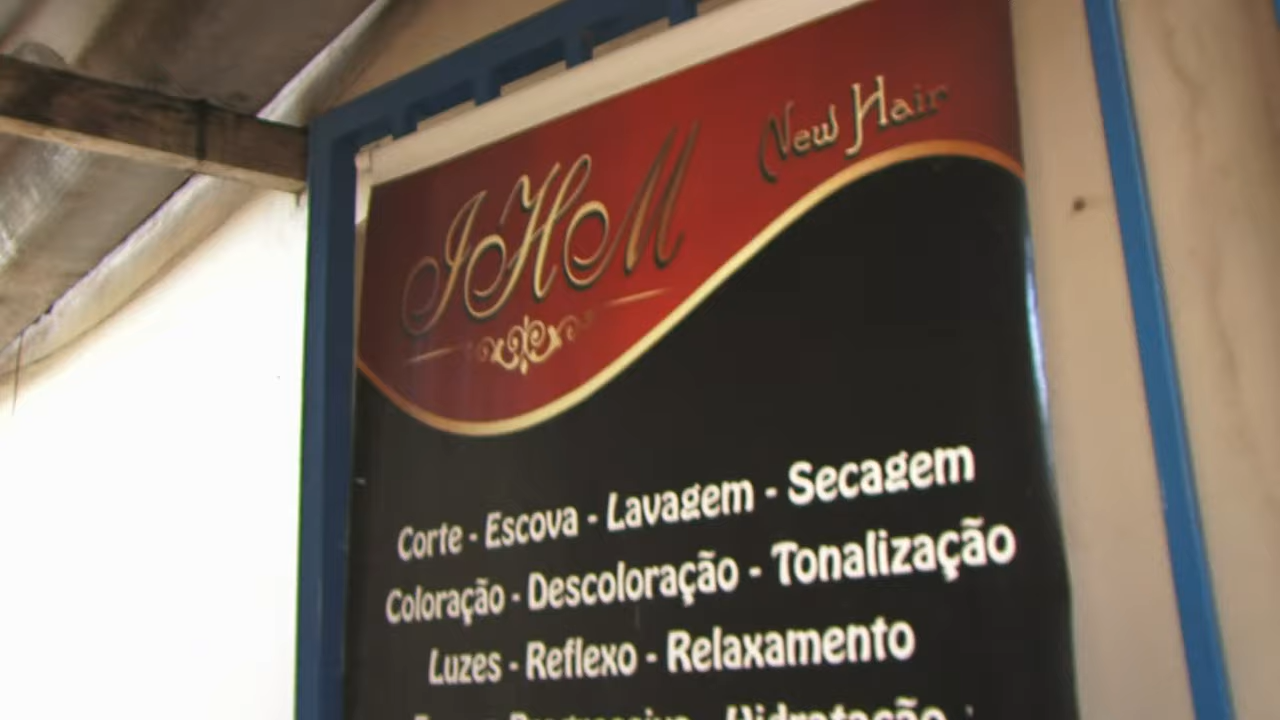 JHM
New Hair
Corte - Escova - Lavagem - Secagem
Coloração - Descoloração - Tonalização
Luzes - Reflexo - Relaxamento
Hidratação